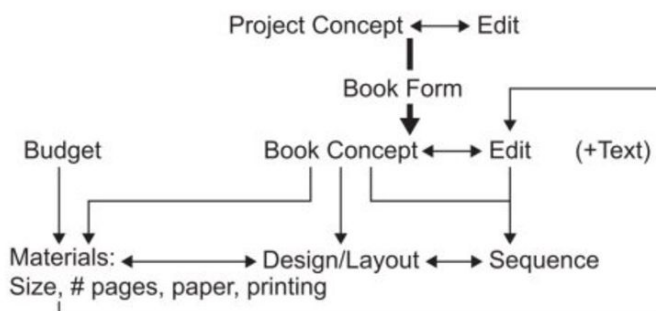 Project Concept Edit
Book Form
Budget Book Concept Edit (+Text)
Materials: Design/Layout Sequence
Size, # pages, paper, printing